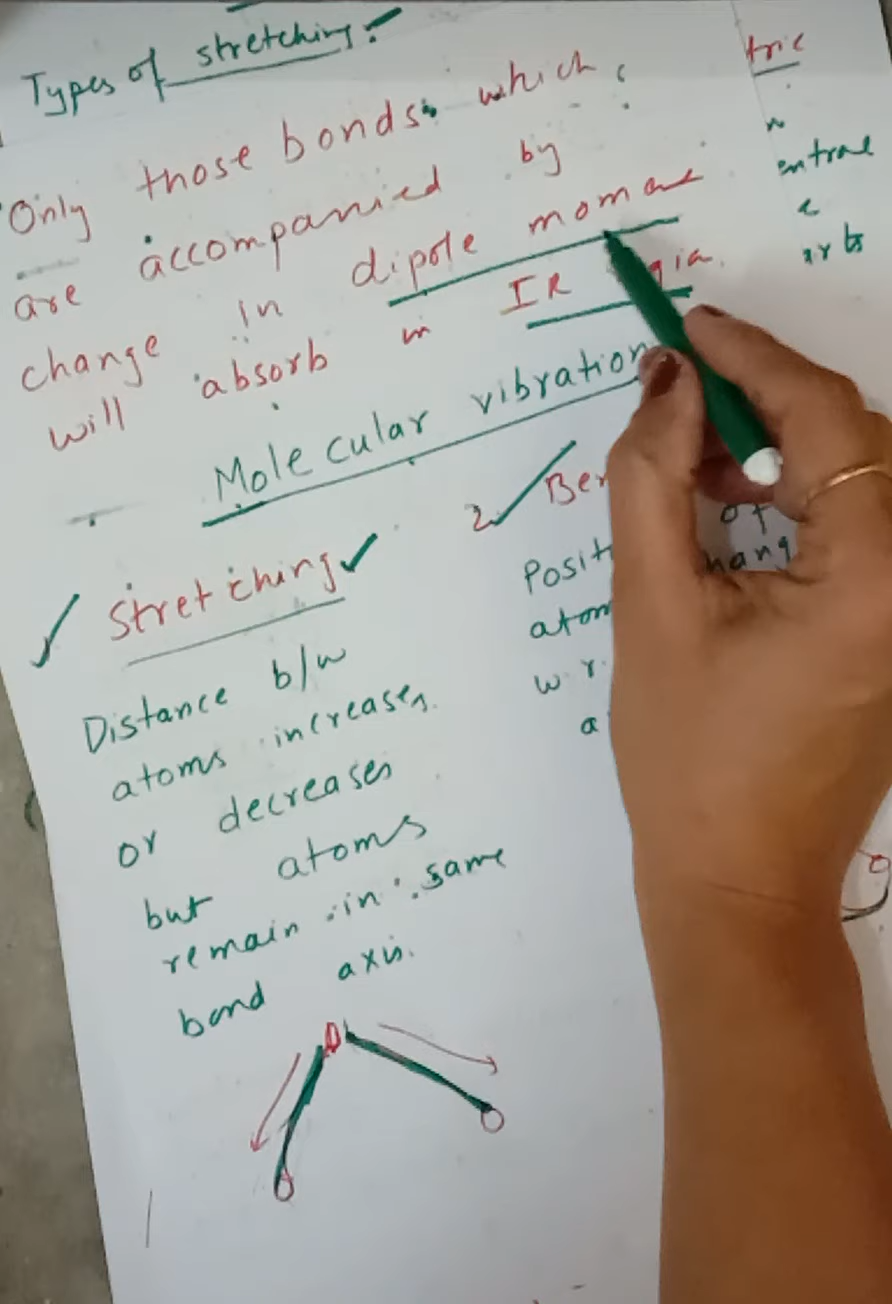 Types of stretching:
Only those bonds which
are accompanied by
change in dipole moment
will absorb in IR
Molecular vibration
Stretching
Distance b/w
atoms increases
or decreases
but atoms
remain in same
bond axis.
2. Ben
Posit of
atom hang
w.r.
a
tric
entral